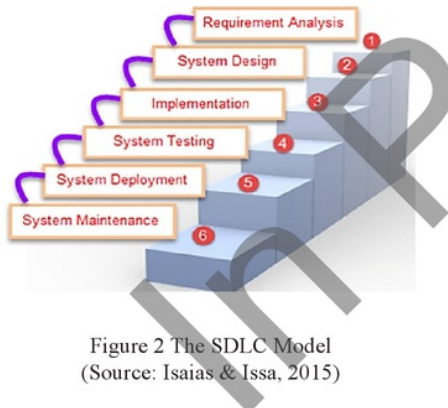 Requirement Analysis
1
System Design
2
Implementation
3
System Testing
4
System Deployment
5
System Maintenance
6
In P
Figure 2 The SDLC Model
(Source: Isaias & Issa, 2015)